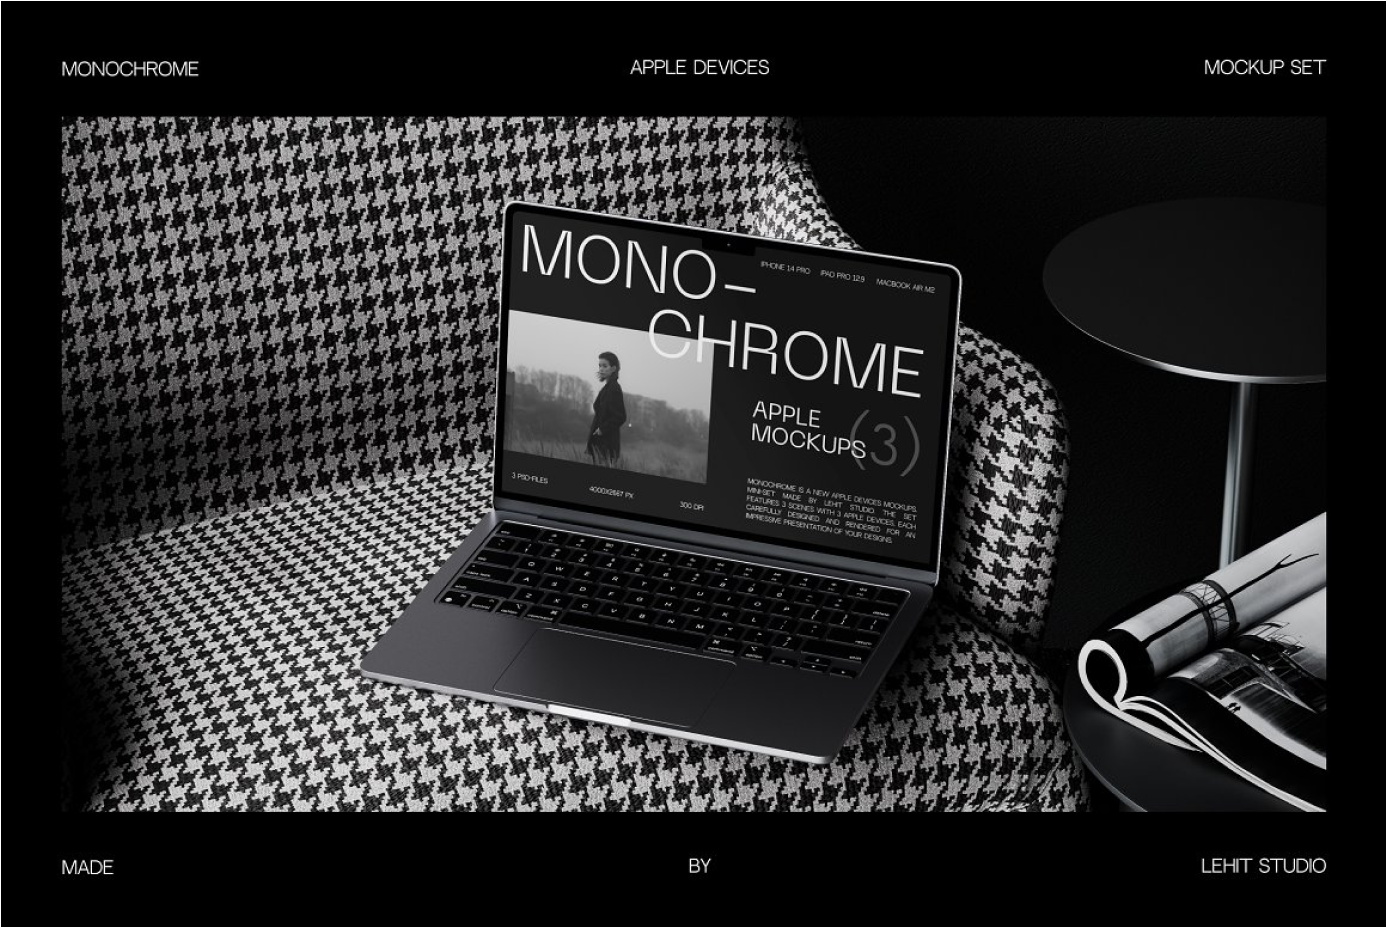 MONOCHROME
APPLE DEVICES
MOCKUP SET
MONO–
CHROME
IPHONE 14 PRO
IPAD PRO 12.9
MACBOOK AIR M2
APPLE
MOCKUPS
(3)
3 PSD-FILES
4000X2667 PX
300 DPI
MONOCHROME IS A NEW APPLE DEVICES MOCKUPS
MINI-SET MADE BY LEHIT STUDIO. THE SET
FEATURES 3 SCENES WITH 3 APPLE DEVICES, EACH
CAREFULLY DESIGNED AND RENDERED FOR AN
IMPRESSIVE PRESENTATION OF YOUR DESIGNS.
MADE
BY
LEHIT STUDIO